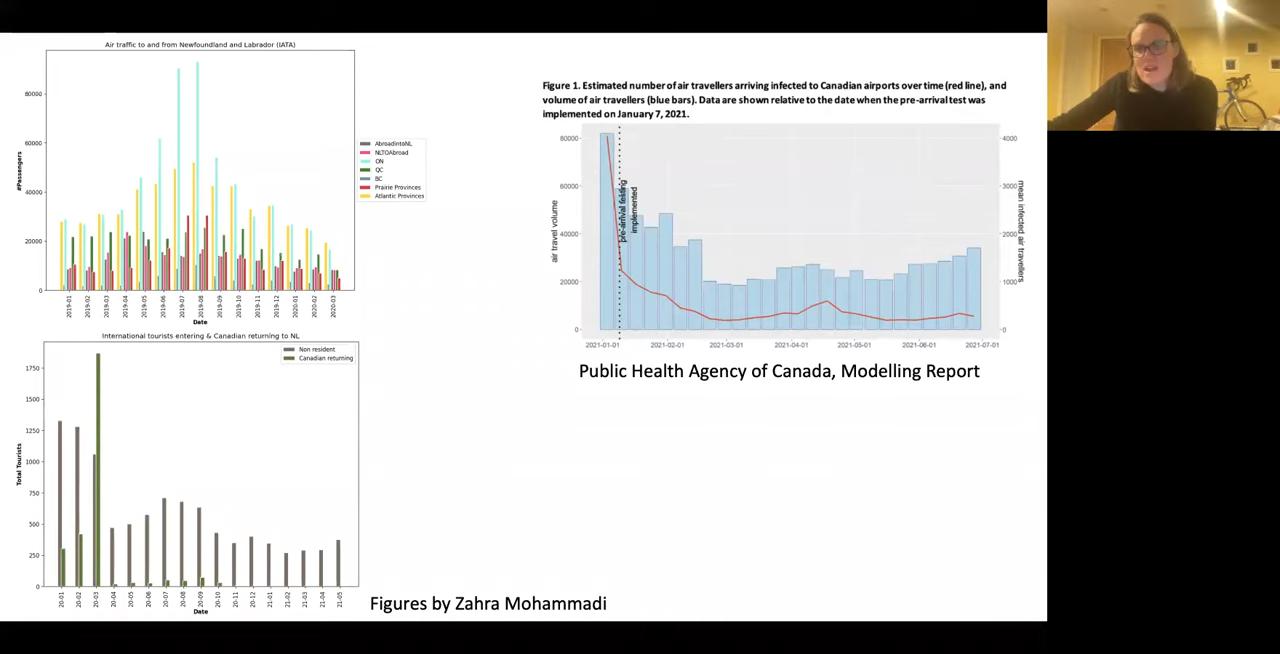 Air traffic to and from Newfoundland and Labrador (IATA)
80000
60000
40000
20000
0
#Passengers
2019-01
2019-02
2019-03
2019-04
2019-05
2019-06
2019-07
2019-08
2019-09
2019-10
2019-11
2019-12
2020-01
2020-02
2020-03
Date
AbroadintoNL
NLTOAbroad
ON
QC
BC
Prairie Provinces
Atlantic Provinces
International tourists entering & Canadian returning to NL
Non resident
Canadian returning
1750
1500
1250
1000
750
500
250
0
Total Tourists
20-01
20-02
20-03
20-04
20-05
20-06
20-07
20-08
20-09
20-10
20-11
20-12
21-01
21-02
21-03
21-04
21-05
Date
Figures by Zahra Mohammadi
Figure 1. Estimated number of air travellers arriving infected to Canadian airports over time (red line), and
volume of air travellers (blue bars). Data are shown relative to the date when the pre-arrival test was
implemented on January 7, 2021.
80000
60000
40000
20000
0
air travel volume
pre-arrival testing
implemented
4000
3000
2000
1000
0
mean infected air travellers
2021-01-01
2021-02-01
2021-03-01
2021-04-01
2021-05-01
2021-06-01
2021-07-01
Public Health Agency of Canada, Modelling Report